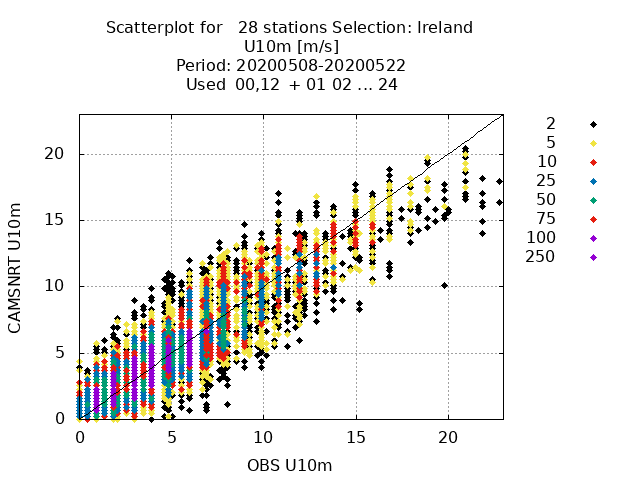 Scatterplot for   28 stations Selection: Ireland
U10m [m/s]
Period: 20200508-20200522
Used  00,12  + 01 02 ... 24
2
5
10
25
50
75
100
250
CAMSNRT U10m
20
15
10
5
0
0 5 10 15 20
OBS U10m